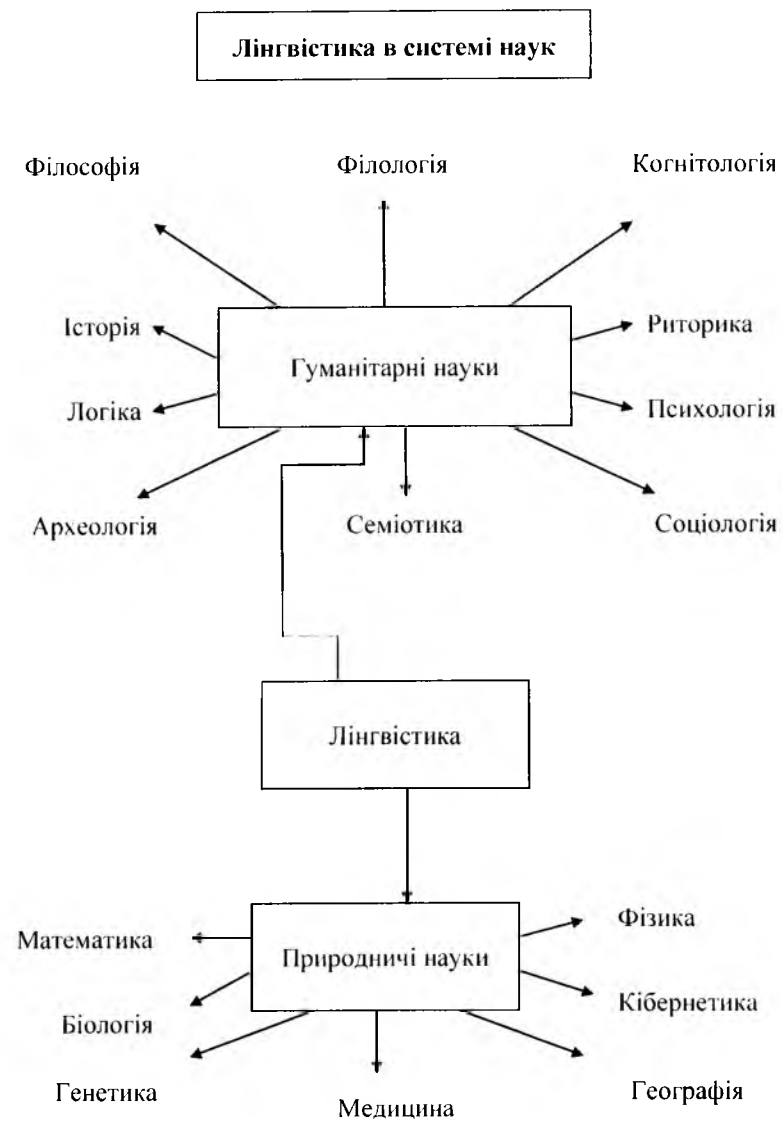 Лінгвістика в системі наук
Філософія Філологія Когнітологія
Історія Риторика
Гуманітарні науки
Логіка Психологія
Археологія Семіотика Соціологія
Лінгвістика
Фізика
Математика
Природничі науки
Біологія Кібернетика
Генетика Медицина Географія